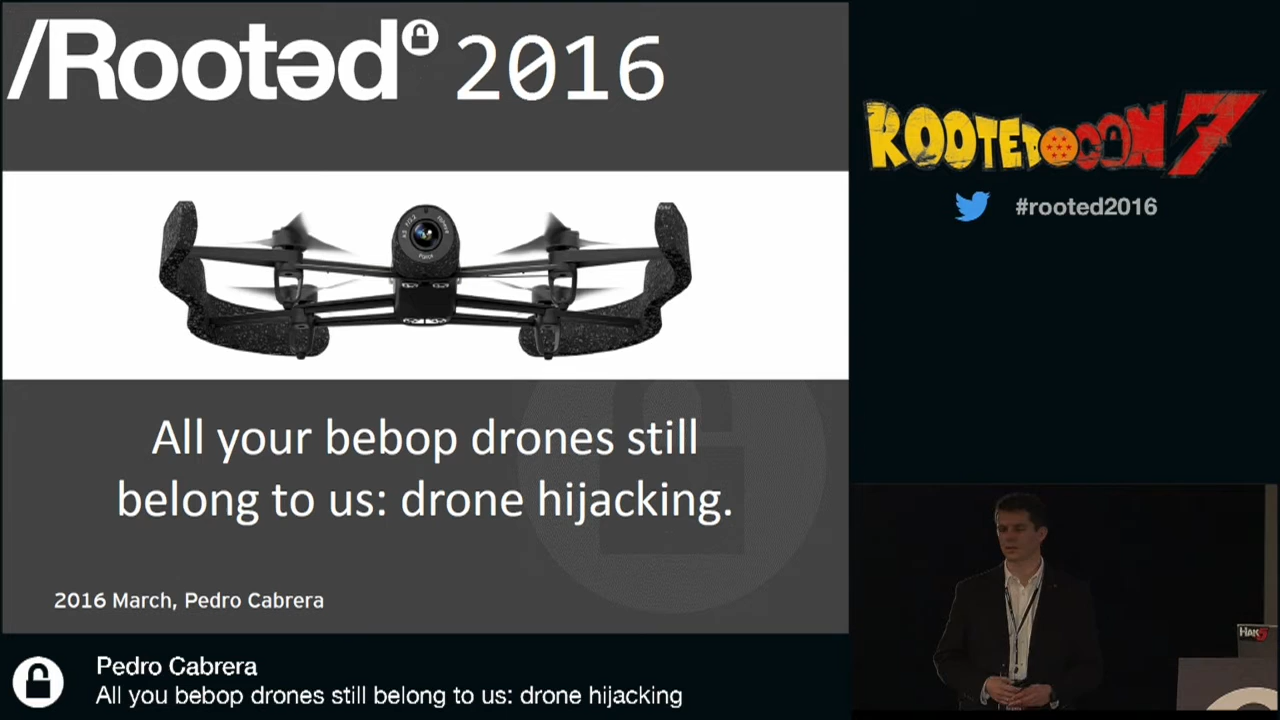 /Rootəd° 2016
ROOTEDCON 7
#rooted2016
All your bebop drones still
belong to us: drone hijacking.
2016 March, Pedro Cabrera
Pedro Cabrera
All you bebop drones still belong to us: drone hijacking
HAK5